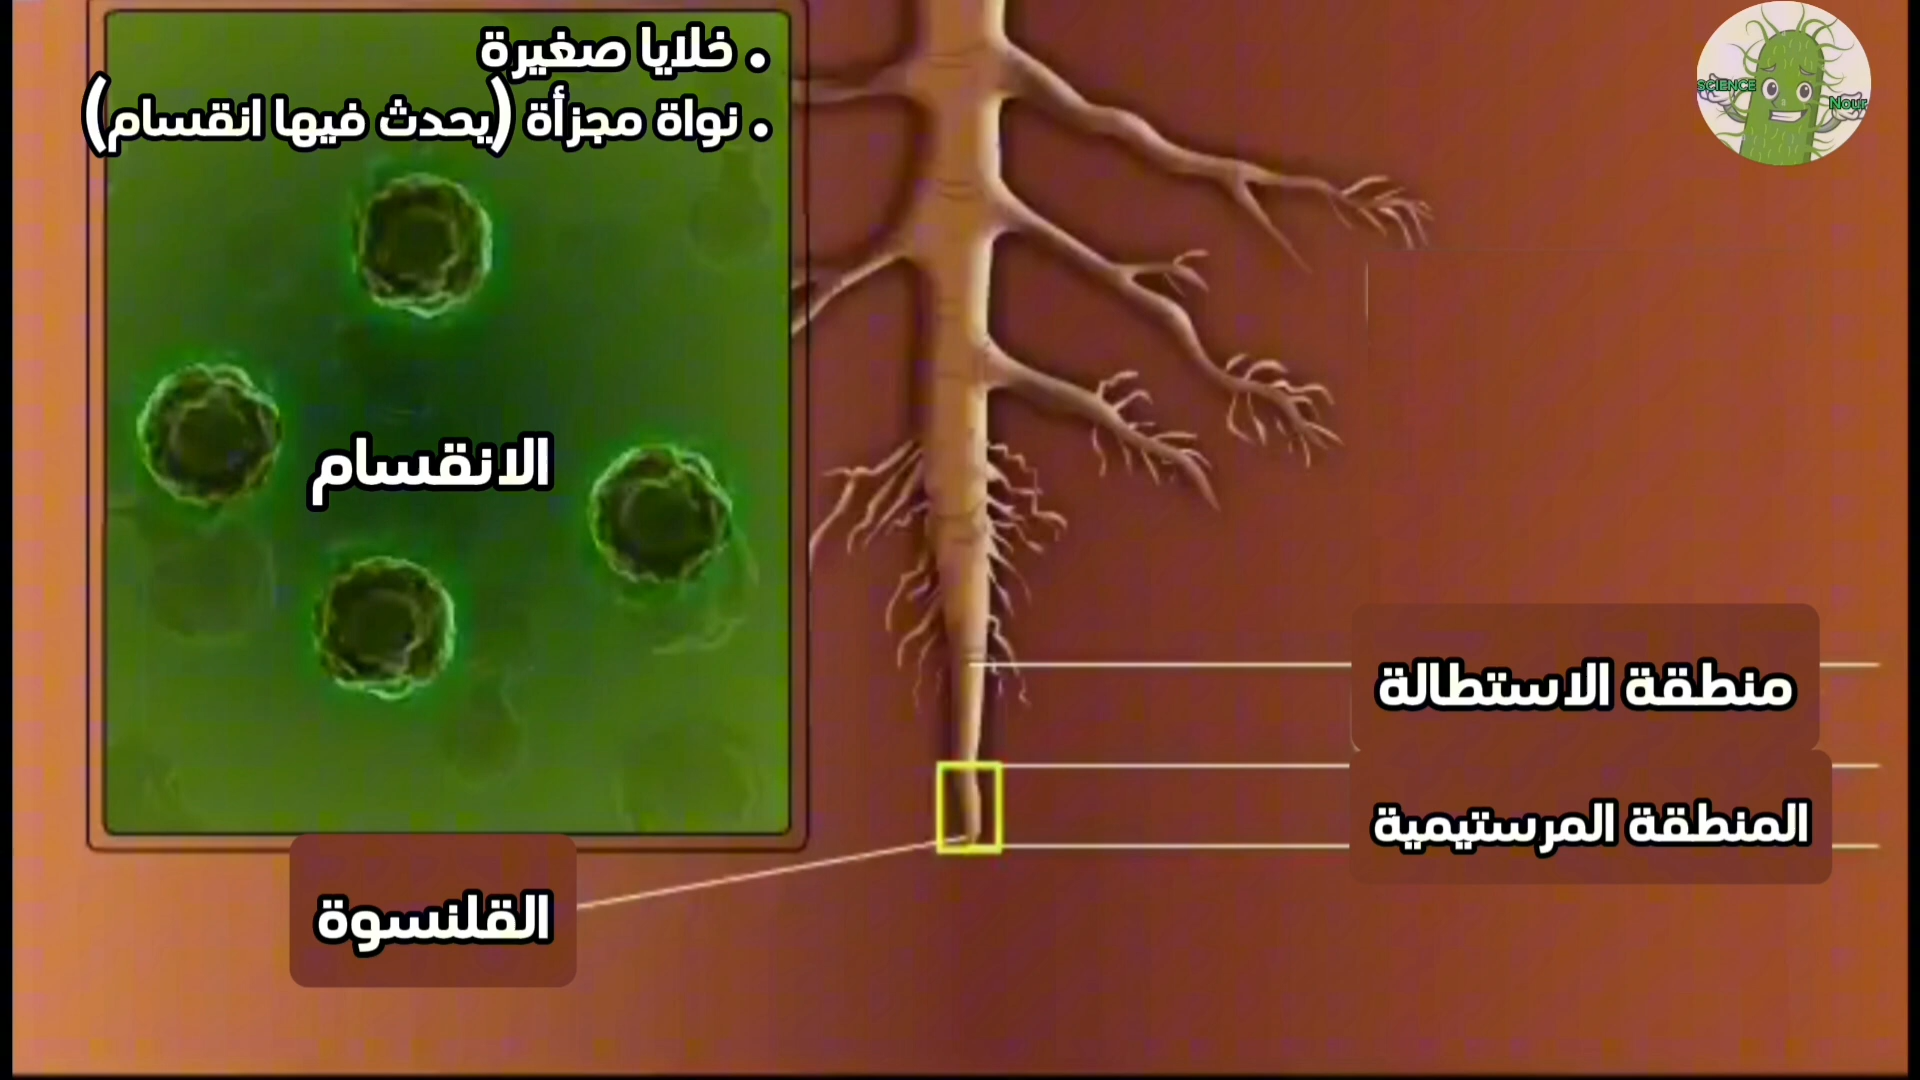 . خلايا صغيرة
. نواة مجزأة (يحدث فيها انقسام)
SCIENCE
Nour
الانقسام
منطقة الاستطالة
المنطقة المرستيمية
القلنسوة